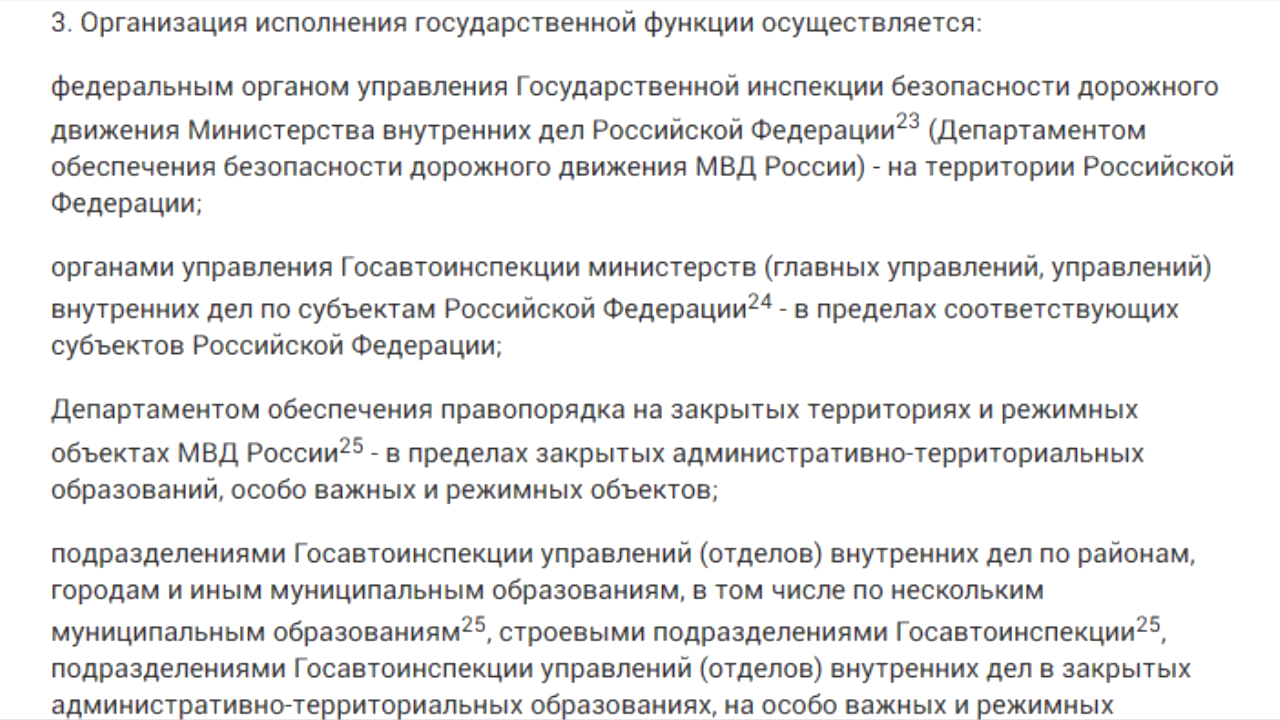 3. Организация исполнения государственной функции осуществляется:
федеральным органом управления Государственной инспекции безопасности дорожного
движения Министерства внутренних дел Российской Федерации23 (Департаментом
обеспечения безопасности дорожного движения МВД России) - на территории Российской
Федерации;
органами управления Госавтоинспекции министерств (главных управлений, управлений)
внутренних дел по субъектам Российской Федерации24 - в пределах соответствующих
субъектов Российской Федерации;
Департаментом обеспечения правопорядка на закрытых территориях и режимных
объектах МВД России25 - в пределах закрытых административно-территориальных
образований, особо важных и режимных объектов;
подразделениями Госавтоинспекции управлений (отделов) внутренних дел по районам,
городам и иным муниципальным образованиям, в том числе по нескольким
муниципальным образованиям25, строевыми подразделениями Госавтоинспекции25,
подразделениями Госавтоинспекции управлений (отделов) внутренних дел в закрытых
административно-территориальных образованиях, на особо важных и режимных